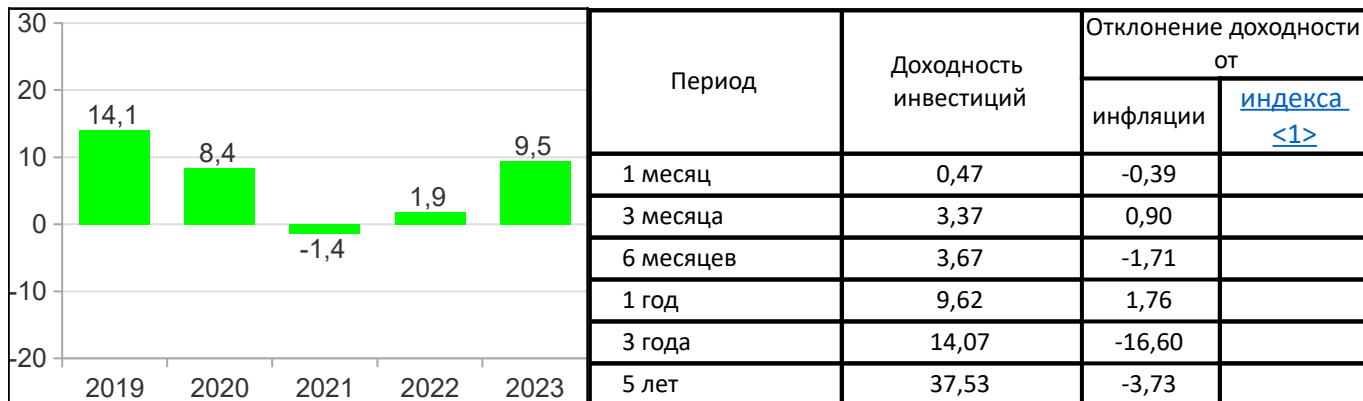 30
20
10
0
-10
-20
14,1
8,4
-1,4
1,9
9,5
2019 2020 2021 2022 2023
Период
Доходность
инвестиций
Отклонение доходности
от
инфляции
индекса
<1>
1 месяц 0,47 -0,39
3 месяца 3,37 0,90
6 месяцев 3,67 -1,71
1 год 9,62 1,76
3 года 14,07 -16,60
5 лет 37,53 -3,73